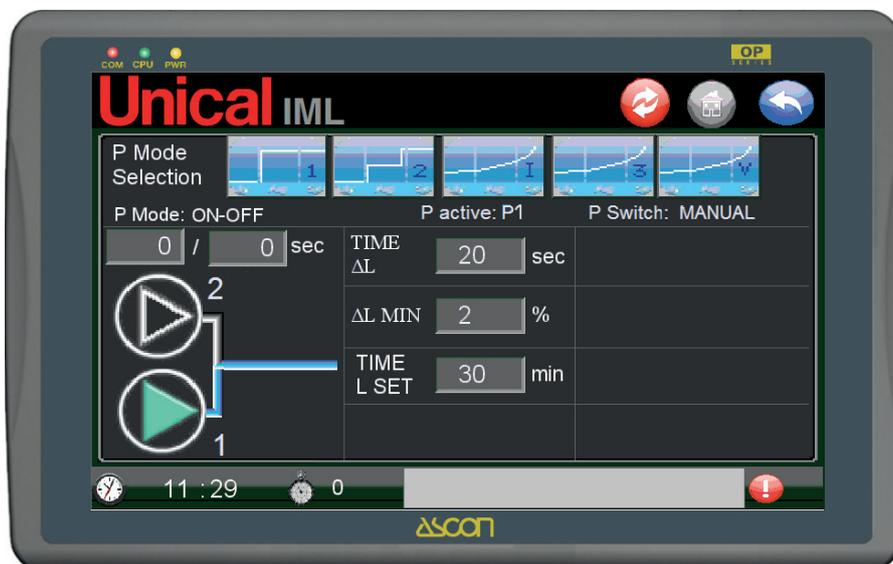 COM CPU PWR
OP
SERIES
Unical IML
P Mode
Selection
1 2 I 3 V
P Mode: ON-OFF P active: P1 P Switch: MANUAL
0 / 0 sec
TIME
ΔL
20 sec
2
ΔL MIN 2 %
TIME
L SET
30 min
1
11 : 29 0
ASCON